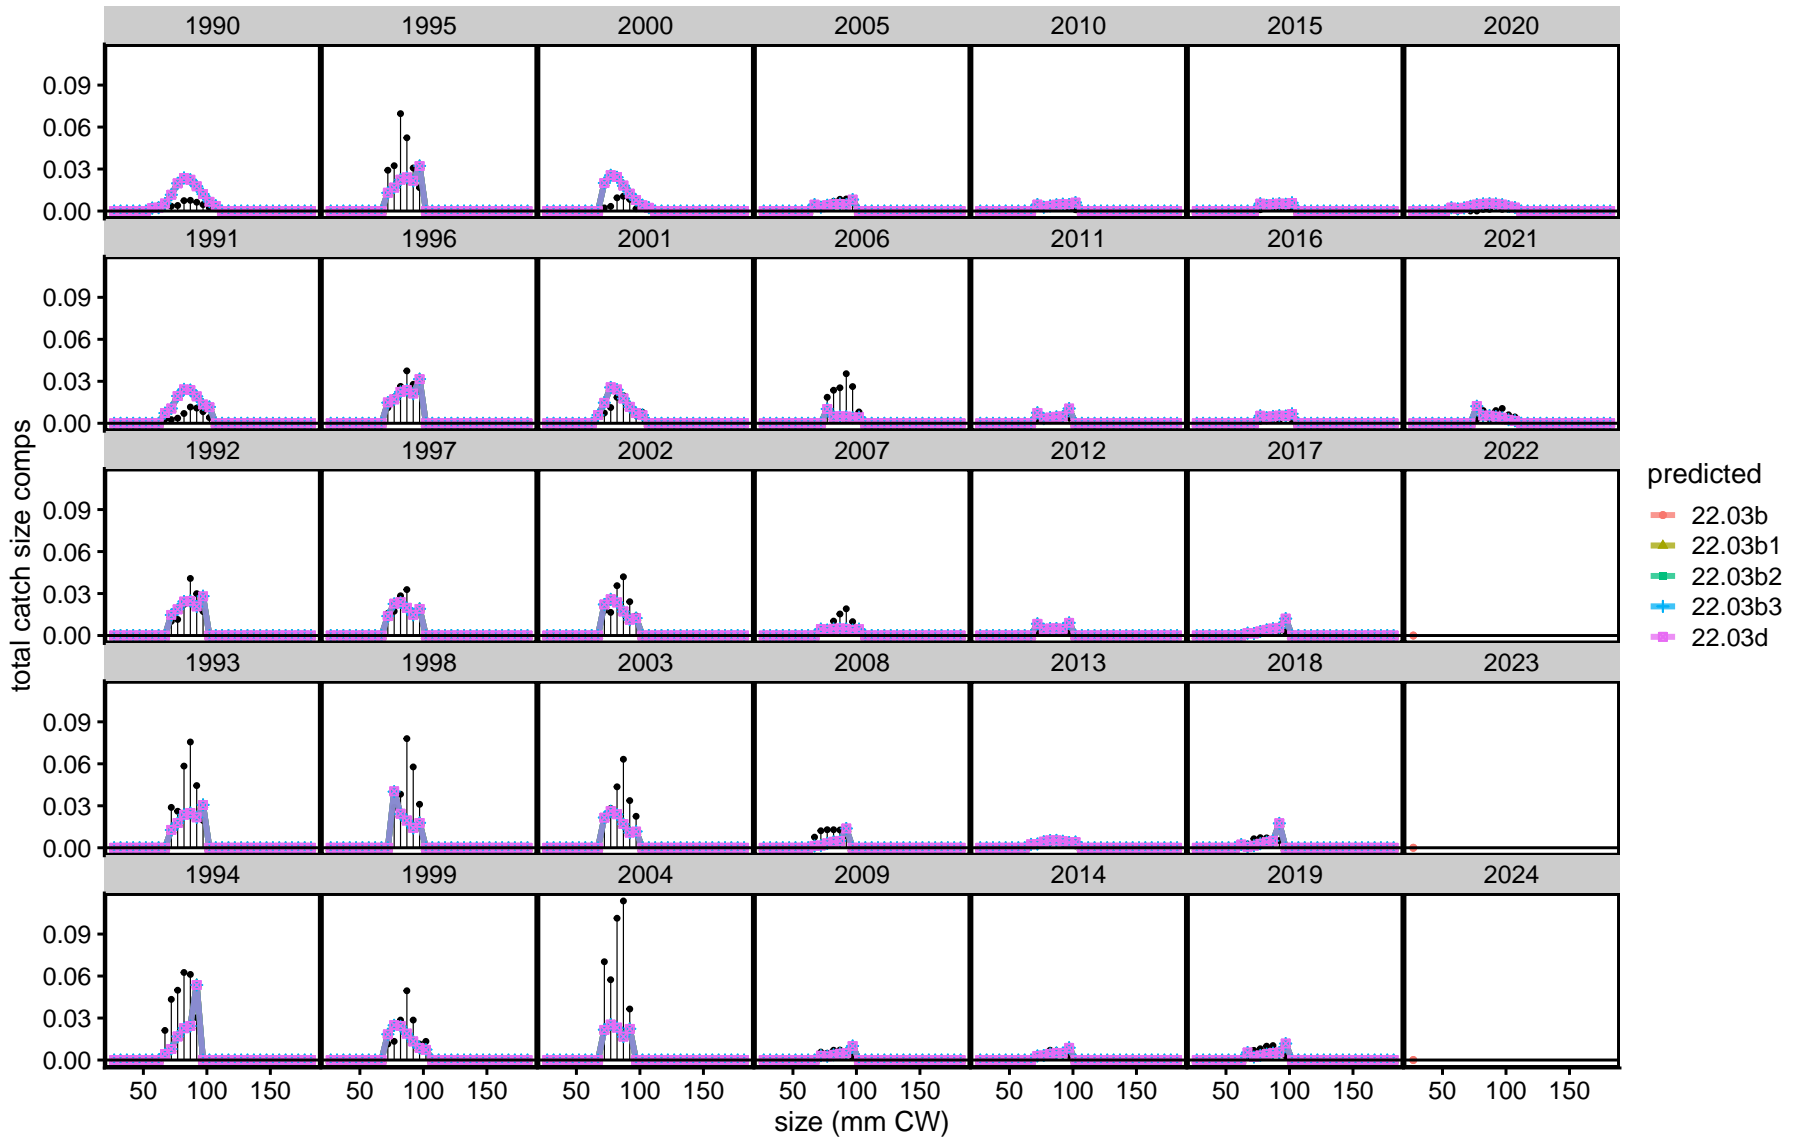 1990 1995 2000 2005 2010 2015 2020
0.09
0.06
0.03
0.00
1991 1996 2001 2006 2011 2016 2021
0.09
0.06
0.03
0.00
1992 1997 2002 2007 2012 2017 2022
0.09
0.06
0.03
0.00
1993 1998 2003 2008 2013 2018 2023
0.09
0.06
0.03
0.00
1994 1999 2004 2009 2014 2019 2024
0.09
0.06
0.03
0.00
50 100 150 50 100 150 50 100 150 50 100 150 50 100 150 50 100 150 50 100 150
size (mm CW)
total catch size comps
predicted
22.03b
22.03b1
22.03b2
22.03b3
22.03d